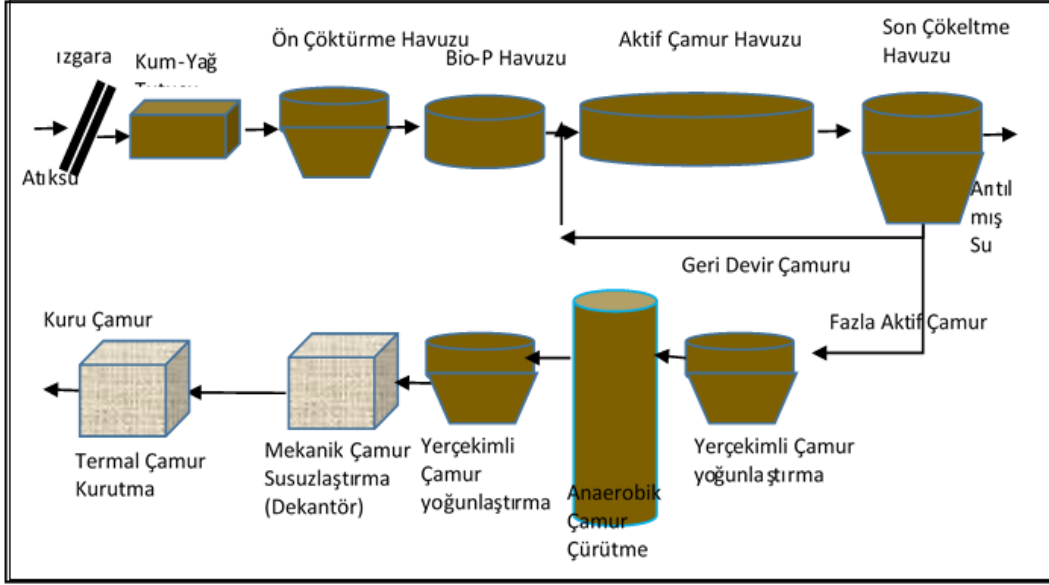 Izgara
Kum-Yağ
Ön Çöktürme Havuzu
Bio-P Havuzu
Aktif Çamur Havuzu
Son Çökeltme
Havuzu
Atıksu
Arıtıl
mış
Su
Geri Devir Çamuru
Fazla Aktif Çamur
Kuru Çamur
Termal Çamur
Kurutma
Mekanik Çamur
Susuzlaştırma
(Dekantör)
Yerçekimli
Çamur
yoğunlaştırma
Anaerobik
Çamur
Çürütme
Yerçekimli Çamur
yoğunlaştırma